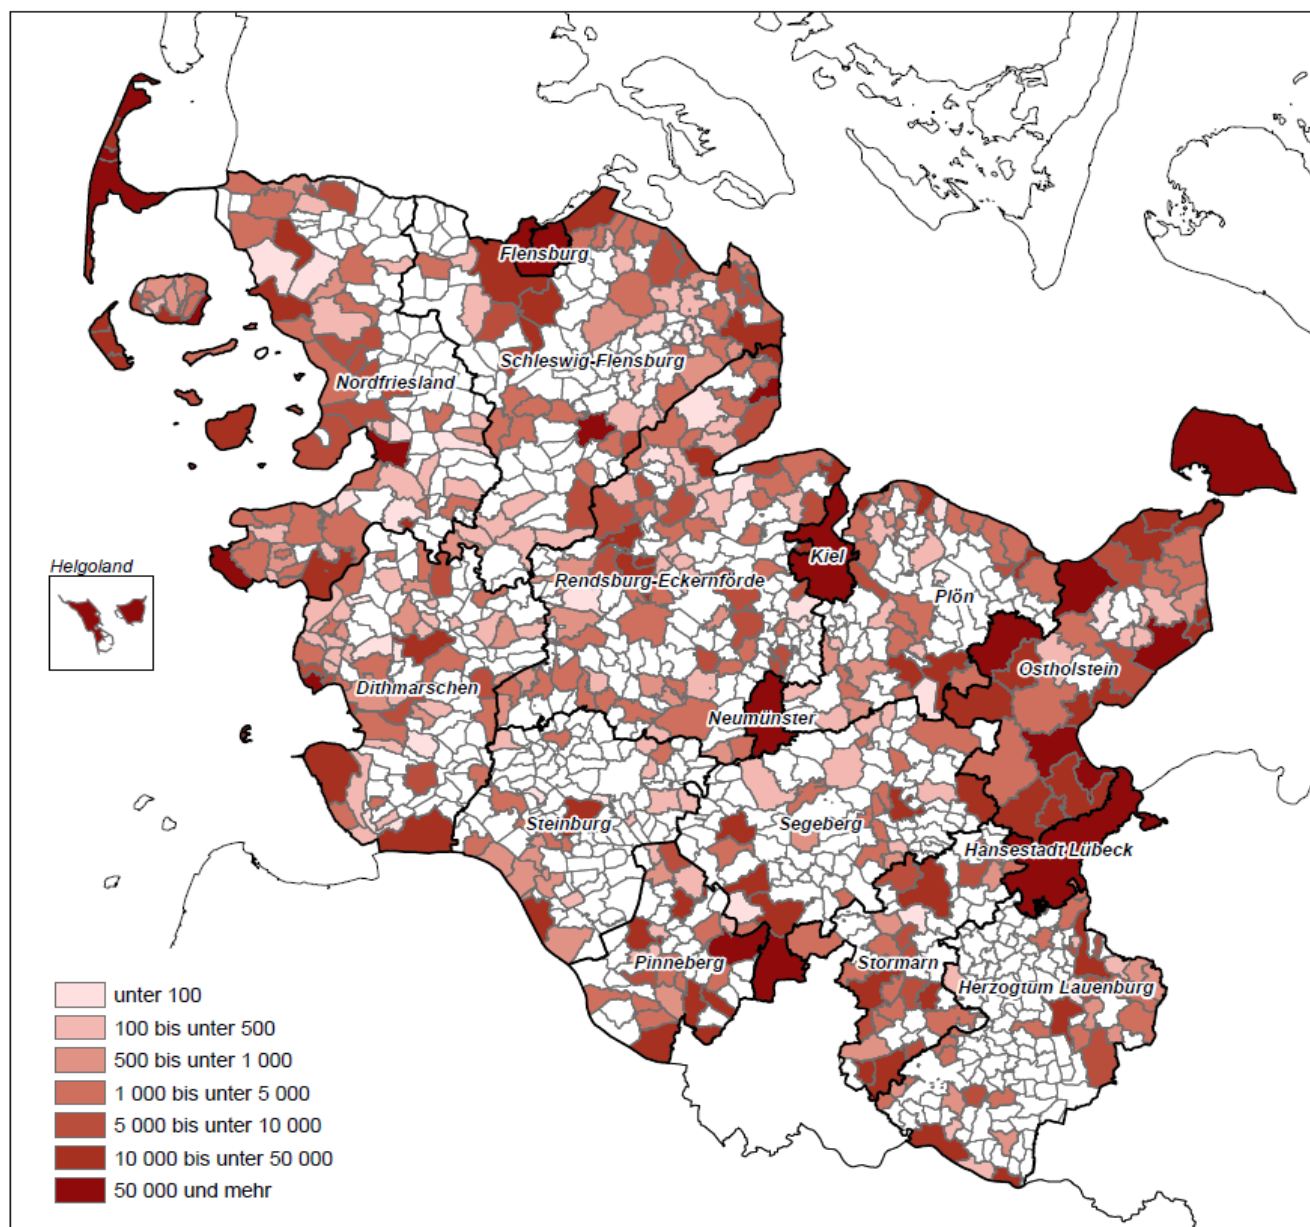 Flensburg
Schleswig-Flensburg
Nordfriesland
Kiel
Helgoland
Rendsburg-Eckernförde
Plön
Ostholstein
Dithmarschen
Neumünster
Steinburg
Segeberg
Hansestadt Lübeck
Pinneberg
Stormarn
Herzogtum Lauenburg
unter 100
100 bis unter 500
500 bis unter 1 000
1 000 bis unter 5 000
5 000 bis unter 10 000
10 000 bis unter 50 000
50 000 und mehr